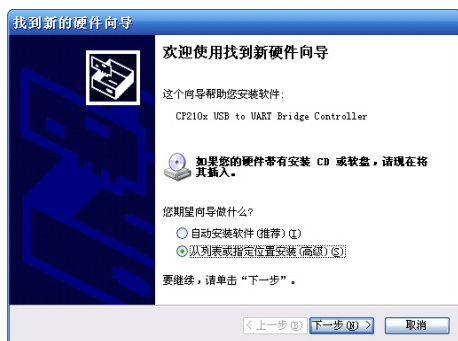 找到新的硬件向导
欢迎使用找到新硬件向导
这个向导帮助您安装软件:
CP210x USB to UART Bridge Controller
如果您的硬件带有安装 CD 或软盘，请现在将
其插入。
您期望向导做什么?
自动安装软件(推荐)(I)
从列表或指定位置安装(高级)(S)
要继续，请单击“下一步”。
<上一步(B) 下一步(N)> 取消